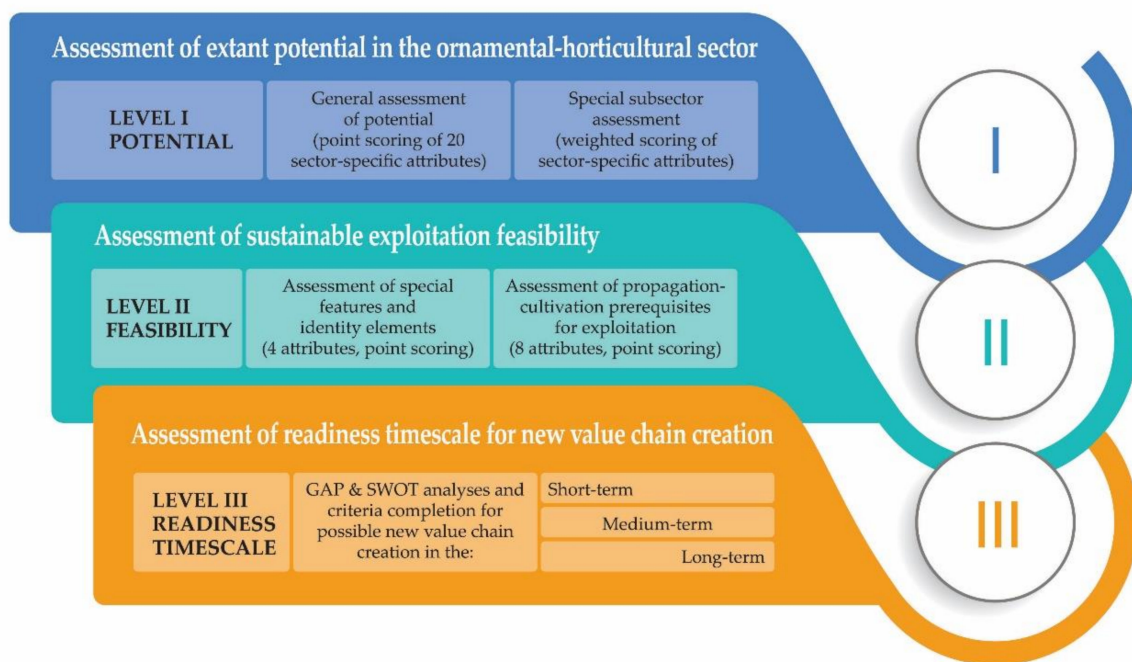 Assessment of extant potential in the ornamental-horticultural sector
LEVEL I
POTENTIAL
General assessment
of potential
(point scoring of 20
sector-specific attributes)
Special subsector
assessment
(weighted scoring of
sector-specific attributes)
I
Assessment of sustainable exploitation feasibility
LEVEL II
FEASIBILITY
Assessment of special
features and
identity elements
(4 attributes, point scoring)
Assessment of propagation-
cultivation prerequisites
for exploitation
(8 attributes, point scoring)
II
Assessment of readiness timescale for new value chain creation
LEVEL III
READINESS
TIMESCALE
GAP & SWOT analyses and
criteria completion for
possible new value chain
creation in the:
Short-term
Medium-term
Long-term
III